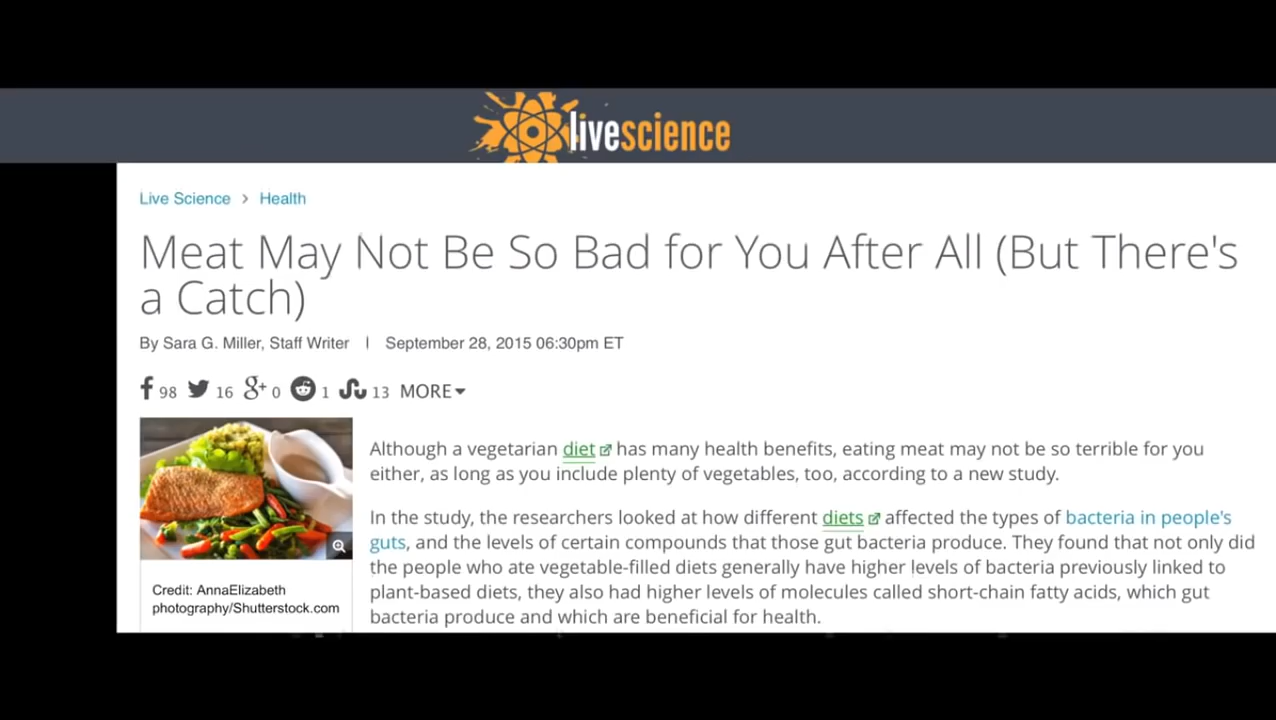 livescience
Live Science > Health
Meat May Not Be So Bad for You After All (But There's
a Catch)
By Sara G. Miller, Staff Writer | September 28, 2015 06:30pm ET
98 16 g+ 0 1 13 MORE
Although a vegetarian diet has many health benefits, eating meat may not be so terrible for you
either, as long as you include plenty of vegetables, too, according to a new study.
In the study, the researchers looked at how different diets affected the types of bacteria in people's
guts, and the levels of certain compounds that those gut bacteria produce. They found that not only did
the people who ate vegetable-filled diets generally have higher levels of bacteria previously linked to
plant-based diets, they also had higher levels of molecules called short-chain fatty acids, which gut
bacteria produce and which are beneficial for health.
Credit: AnnaElizabeth
photography/Shutterstock.com